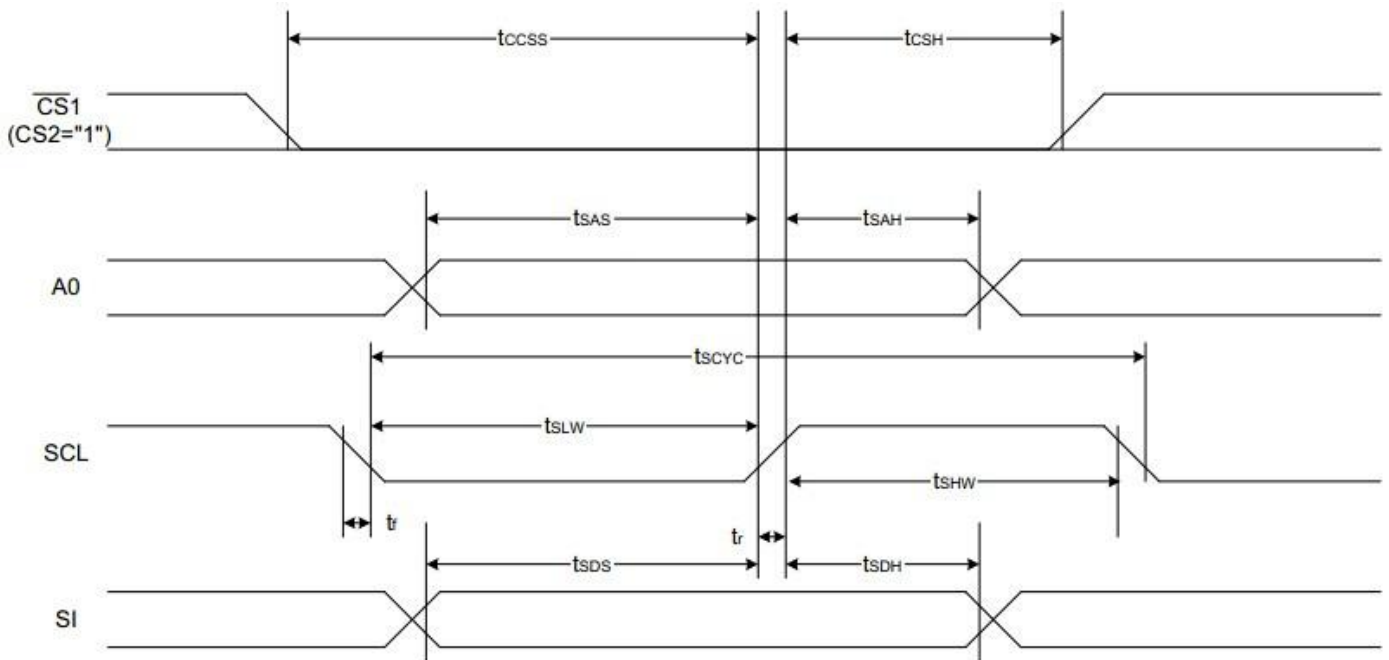 tCCSS tCSH
CS1
(CS2="1")
tSAS tSAH
A0
tSCYC
tSLW
SCL
tSHW
tf
tr
tSDS tSDH
SI